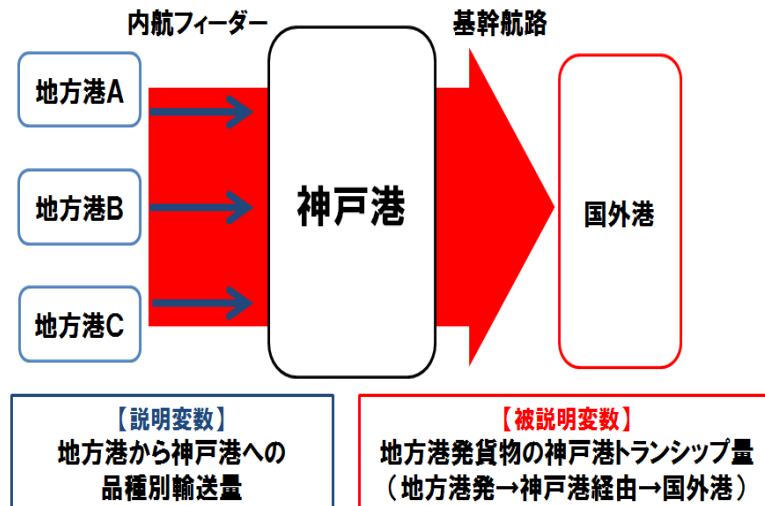 内航フィーダー
基幹航路
地方港A
地方港B
地方港C
神戸港
国外港
【説明変数】
地方港から神戸港への
品種別輸送量
【被説明変数】
地方港発貨物の神戸港トランシップ量
（地方港発→神戸港経由→国外港）